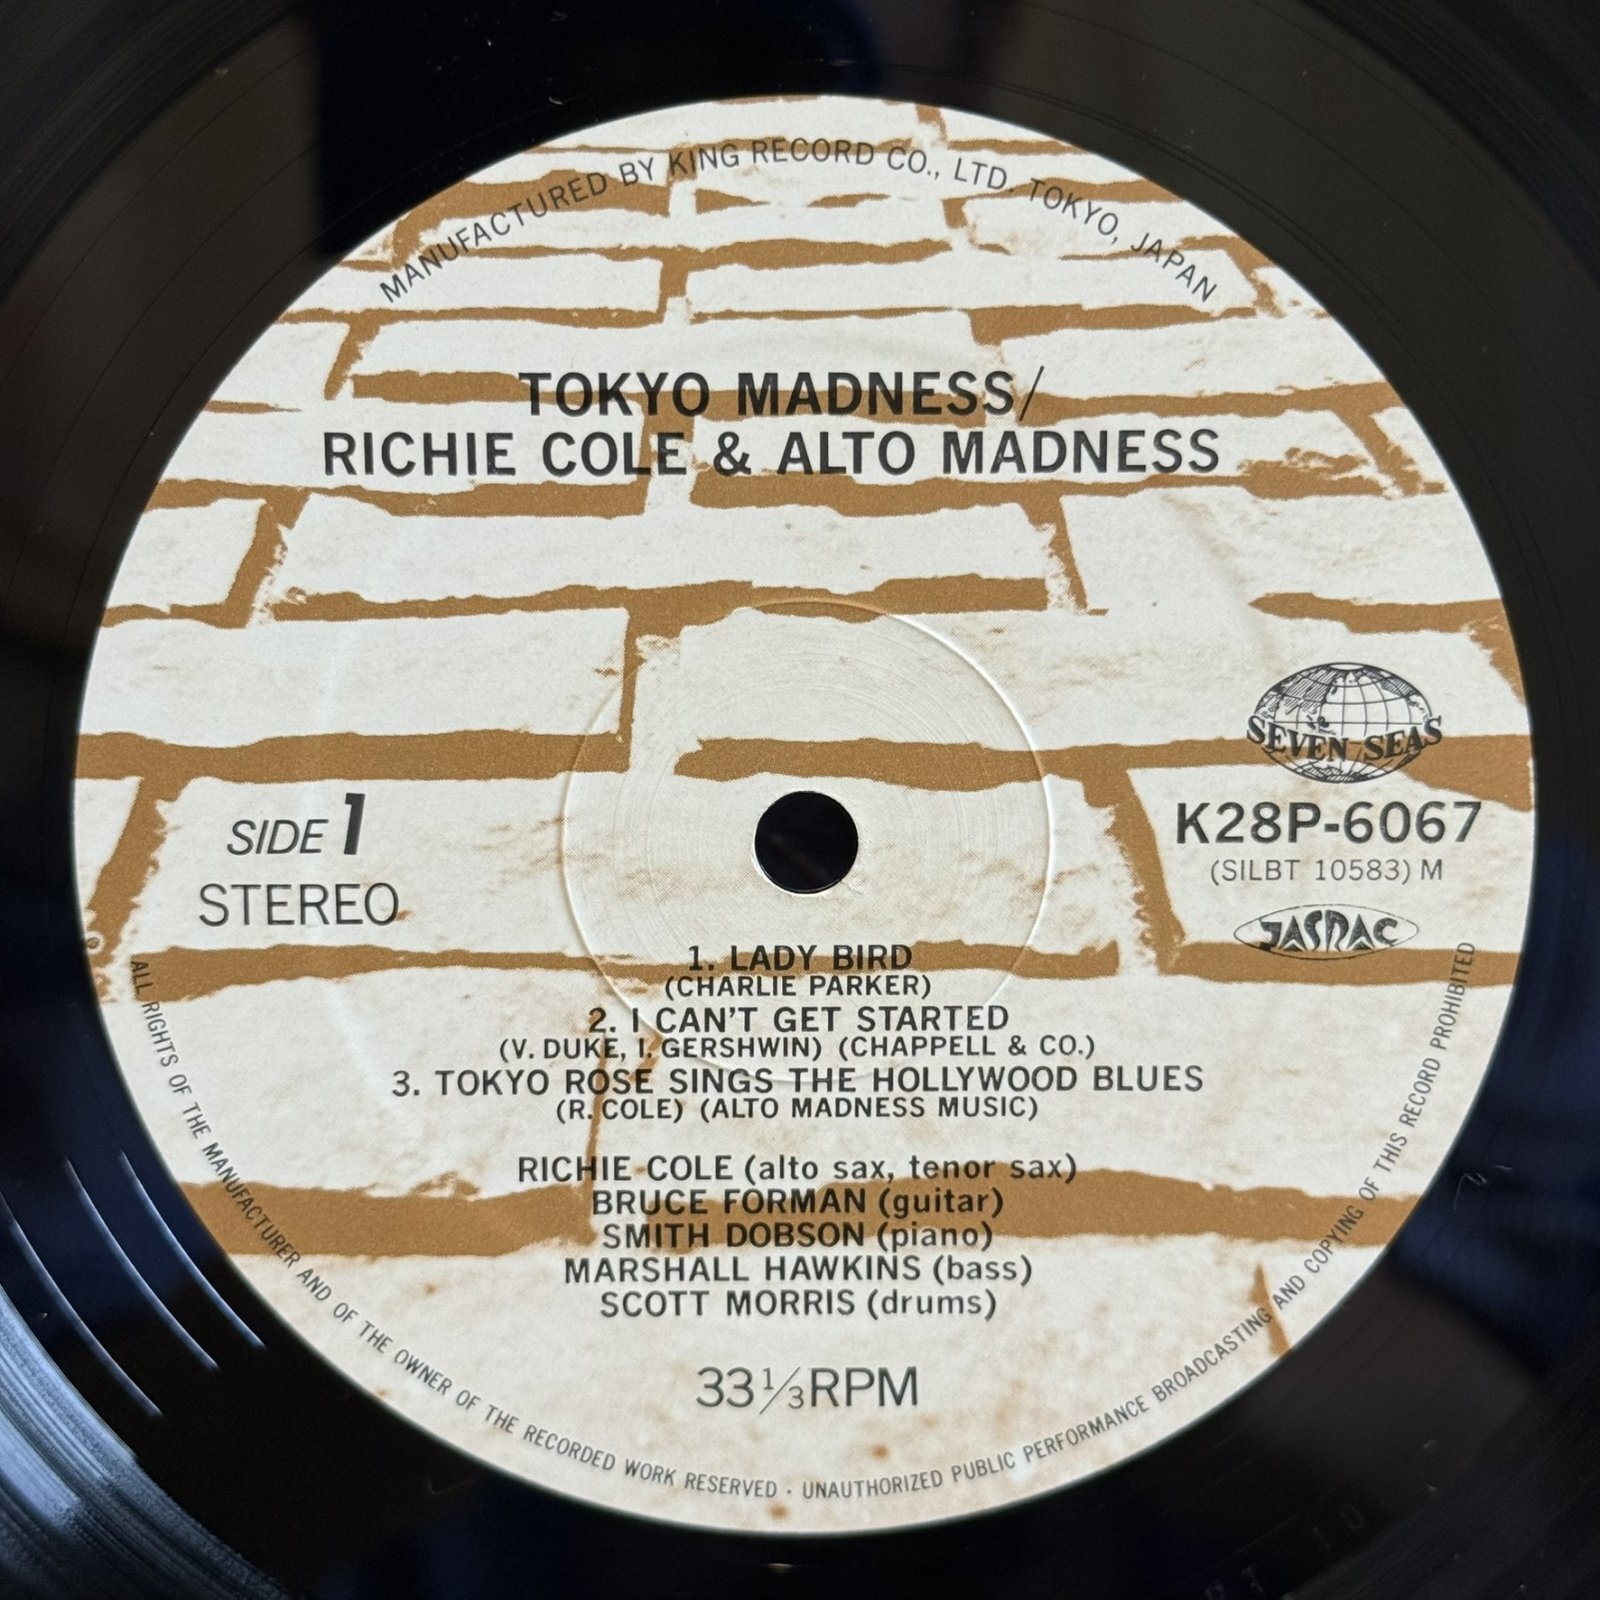 MANUFACTURED BY KING RECORD CO., LTD. TOKYO, JAPAN
TOKYO MADNESS/
RICHIE COLE & ALTO MADNESS
SEVEN SEAS
SIDE 1
STEREO
K28P-6067
(SILBT 10583) M
JASRAC
1. LADY BIRD
(CHARLIE PARKER)
2. I CAN'T GET STARTED
(V. DUKE, I. GERSHWIN) (CHAPPELL & CO.)
3. TOKYO ROSE SINGS THE HOLLYWOOD BLUES
(R. COLE) (ALTO MADNESS MUSIC)
RICHIE COLE (alto sax, tenor sax)
BRUCE FORMAN (guitar)
SMITH DOBSON (piano)
MARSHALL HAWKINS (bass)
SCOTT MORRIS (drums)
33 1/3 RPM
ALL RIGHTS OF THE MANUFACTURER AND OF THE OWNER OF THE RECORDED WORK RESERVED · UNAUTHORIZED PUBLIC PERFORMANCE BROADCASTING AND COPYING OF THIS RECORD PROHIBITED